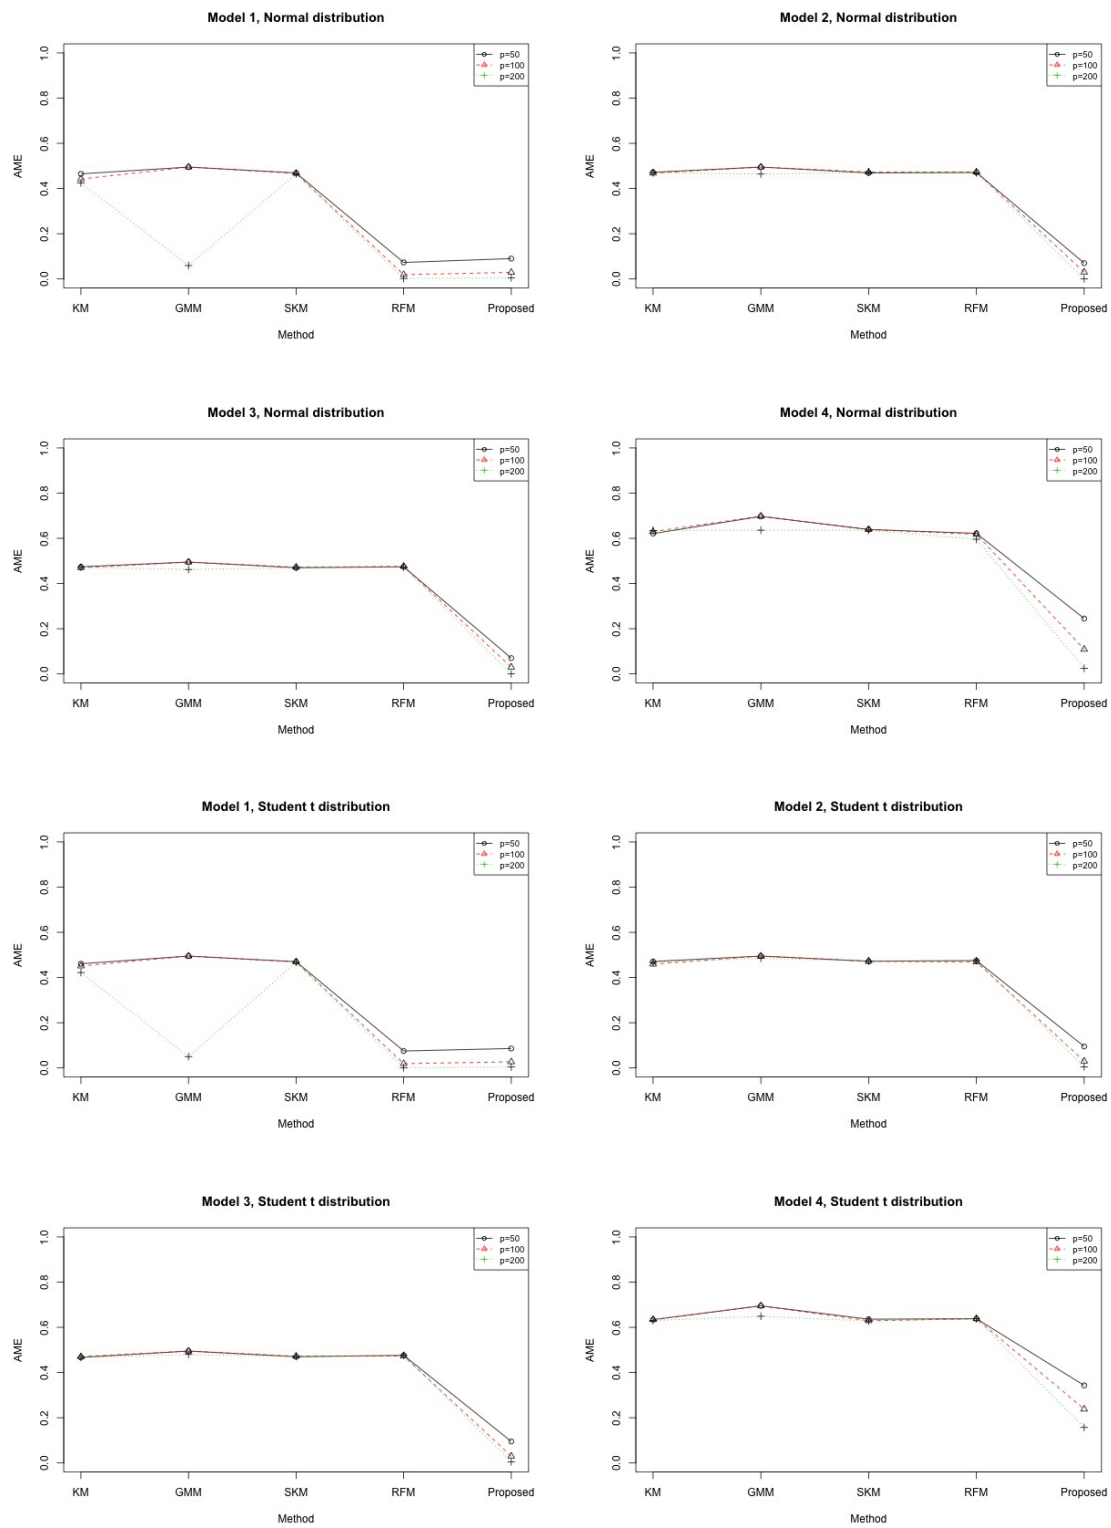 Model 1, Normal distribution
AME
1.0
0.8
0.6
0.4
0.2
0.0
p=50
p=100
p=200
KM GMM SKM RFM Proposed
Method
Model 2, Normal distribution
AME
1.0
0.8
0.6
0.4
0.2
0.0
p=50
p=100
p=200
KM GMM SKM RFM Proposed
Method
Model 3, Normal distribution
AME
1.0
0.8
0.6
0.4
0.2
0.0
p=50
p=100
p=200
KM GMM SKM RFM Proposed
Method
Model 4, Normal distribution
AME
1.0
0.8
0.6
0.4
0.2
0.0
p=50
p=100
p=200
KM GMM SKM RFM Proposed
Method
Model 1, Student t distribution
AME
1.0
0.8
0.6
0.4
0.2
0.0
p=50
p=100
p=200
KM GMM SKM RFM Proposed
Method
Model 2, Student t distribution
AME
1.0
0.8
0.6
0.4
0.2
0.0
p=50
p=100
p=200
KM GMM SKM RFM Proposed
Method
Model 3, Student t distribution
AME
1.0
0.8
0.6
0.4
0.2
0.0
p=50
p=100
p=200
KM GMM SKM RFM Proposed
Method
Model 4, Student t distribution
AME
1.0
0.8
0.6
0.4
0.2
0.0
p=50
p=100
p=200
KM GMM SKM RFM Proposed
Method